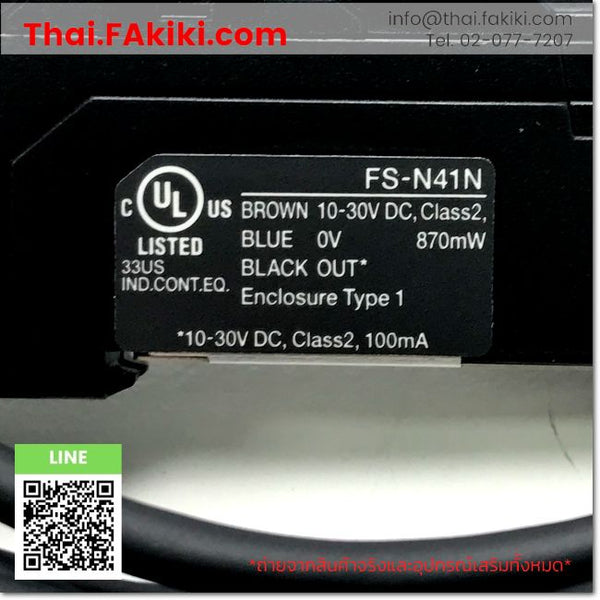 Thai.FAkiki.com
info@thai.fakiki.com
Tel. 02-077-7207
FS-N41N
C UL US
LISTED
33US
IND.CONT.EQ.
BROWN 10-30V DC, Class2,
BLUE 0V 870mW
BLACK OUT*
Enclosure Type 1
*10-30V DC, Class2, 100mA
LINE
*ถ่ายจากสินค้าจริงและอุปกรณ์เสริมทั้งหมด*